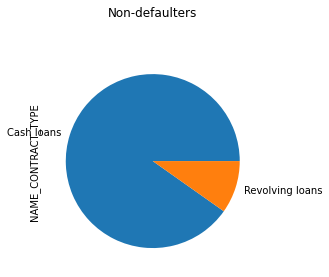 Non-defaulters
Cash loans
NAME_CONTRACT_TYPE
Revolving loans